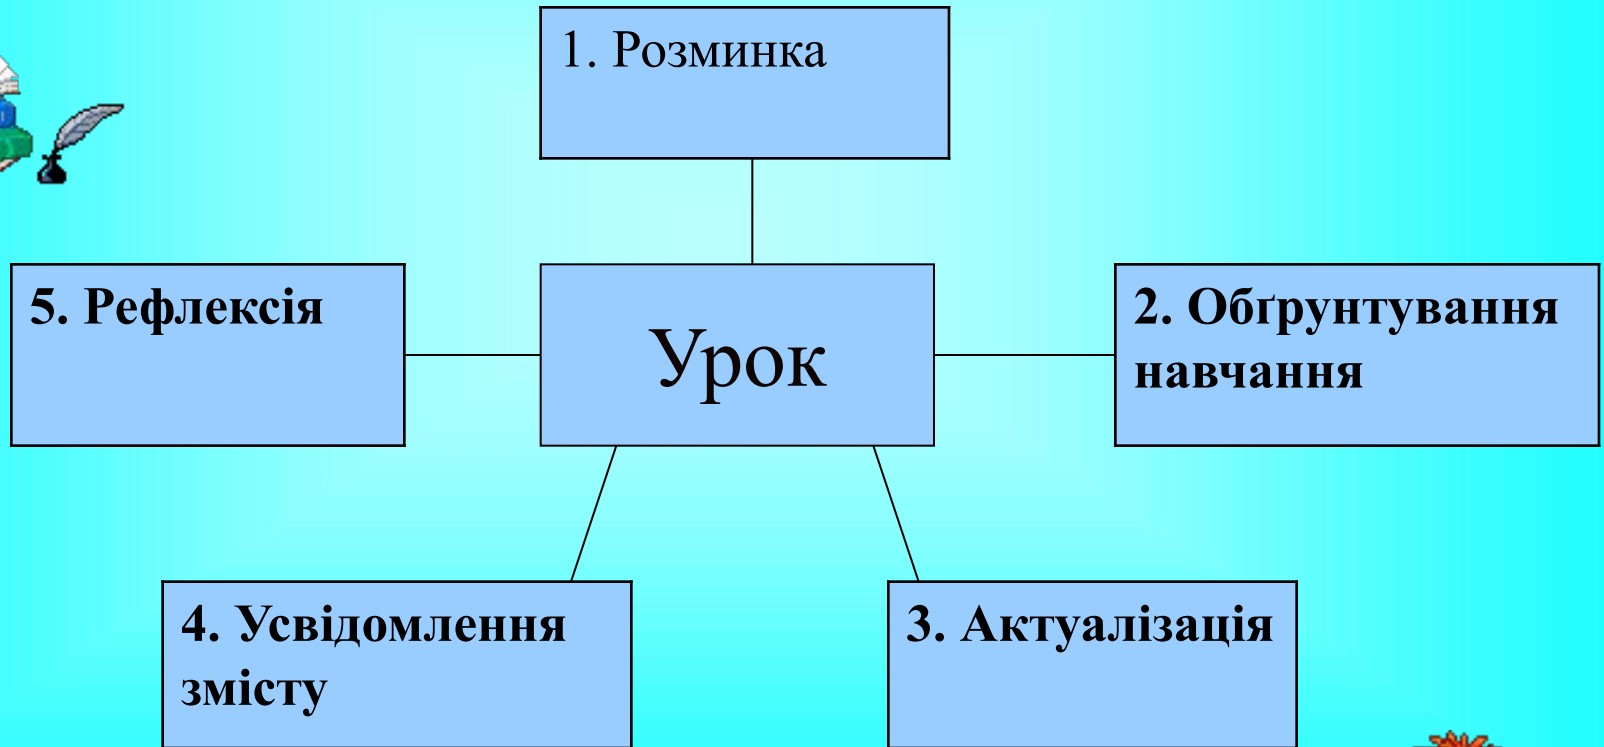 1. Розминка
5. Рефлексія
Урок
2. Обґрунтування
навчання
4. Усвідомлення
змісту
3. Актуалізація